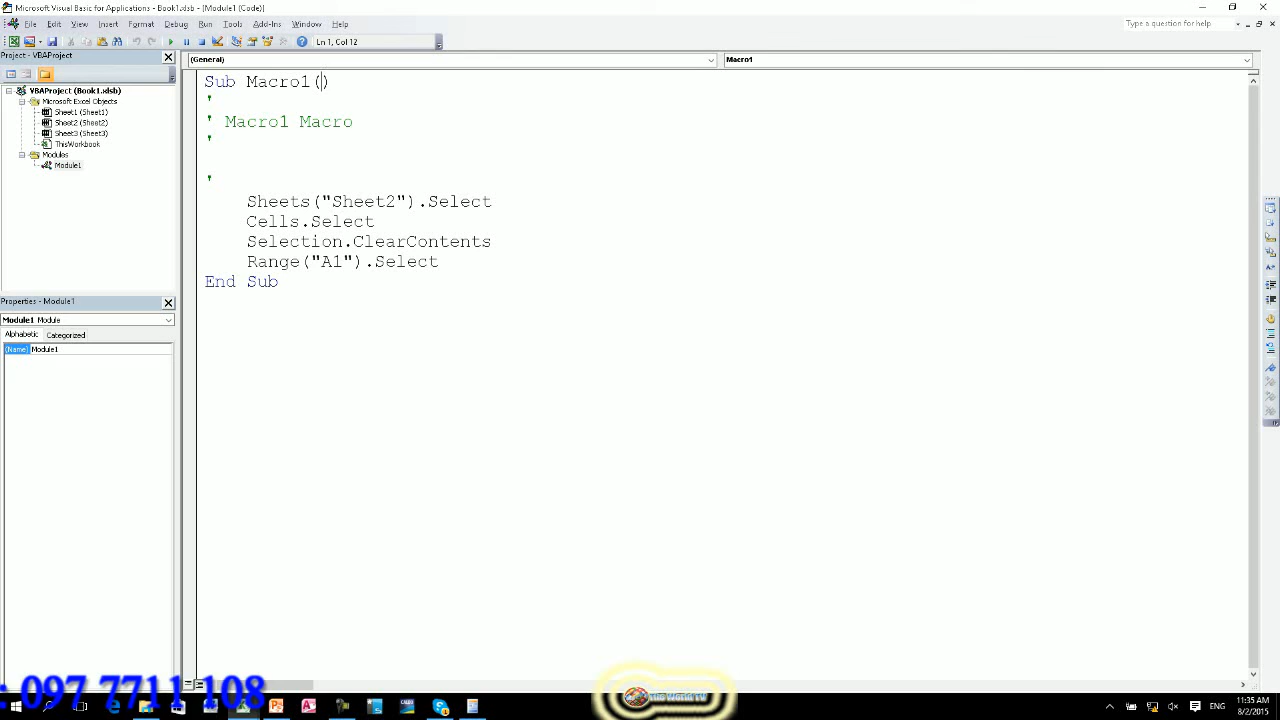 Microsoft Visual Basic for Applications - Book1.xlsb - [Module1 (Code)]
File Edit View Insert Format Debug Run Tools Add-Ins Window Help
Type a question for help
Ln 1, Col 12
Project - VBAProject
(General)
Macro1
VBAProject (Book1.xlsb)
Microsoft Excel Objects
Sheet1 (Sheet1)
Sheet2 (Sheet2)
Sheet3 (Sheet3)
ThisWorkbook
Modules
Module1
Sub Macro1()
'
' Macro1 Macro
'
'
Sheets("Sheet2").Select
Cells.Select
Selection.ClearContents
Range("A1").Select
End Sub
Properties - Module1
Module1 Module
Alphabetic Categorized
(Name) Module1
: 097 7711 108
ENG
11:35 AM
8/2/2015